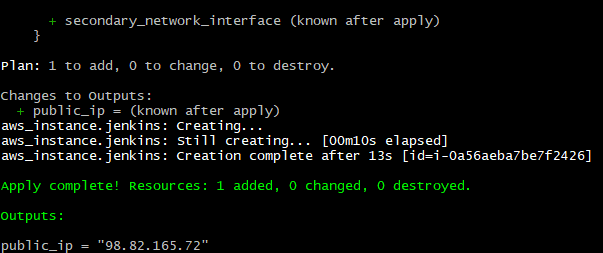 + secondary_network_interface (known after apply)
}
Plan: 1 to add, 0 to change, 0 to destroy.
Changes to Outputs:
+ public_ip = (known after apply)
aws_instance.jenkins: Creating...
aws_instance.jenkins: Still creating... [00m10s elapsed]
aws_instance.jenkins: Creation complete after 13s [id=i-0a56aeba7be7f2426]
Apply complete! Resources: 1 added, 0 changed, 0 destroyed.
Outputs:
public_ip = "98.82.165.72"